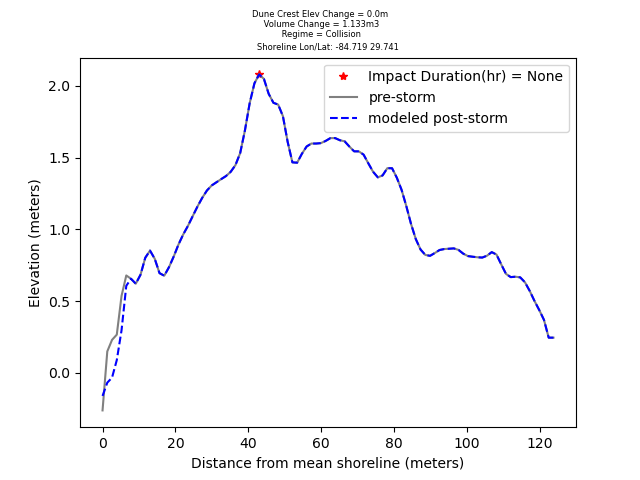 Dune Crest Elev Change = 0.0m
Volume Change = 1.133m3
Regime = Collision
Shoreline Lon/Lat: -84.719 29.741
Impact Duration(hr) = None
pre-storm
modeled post-storm
Elevation (meters)
2.0
1.5
1.0
0.5
0.0
0 20 40 60 80 100 120
Distance from mean shoreline (meters)